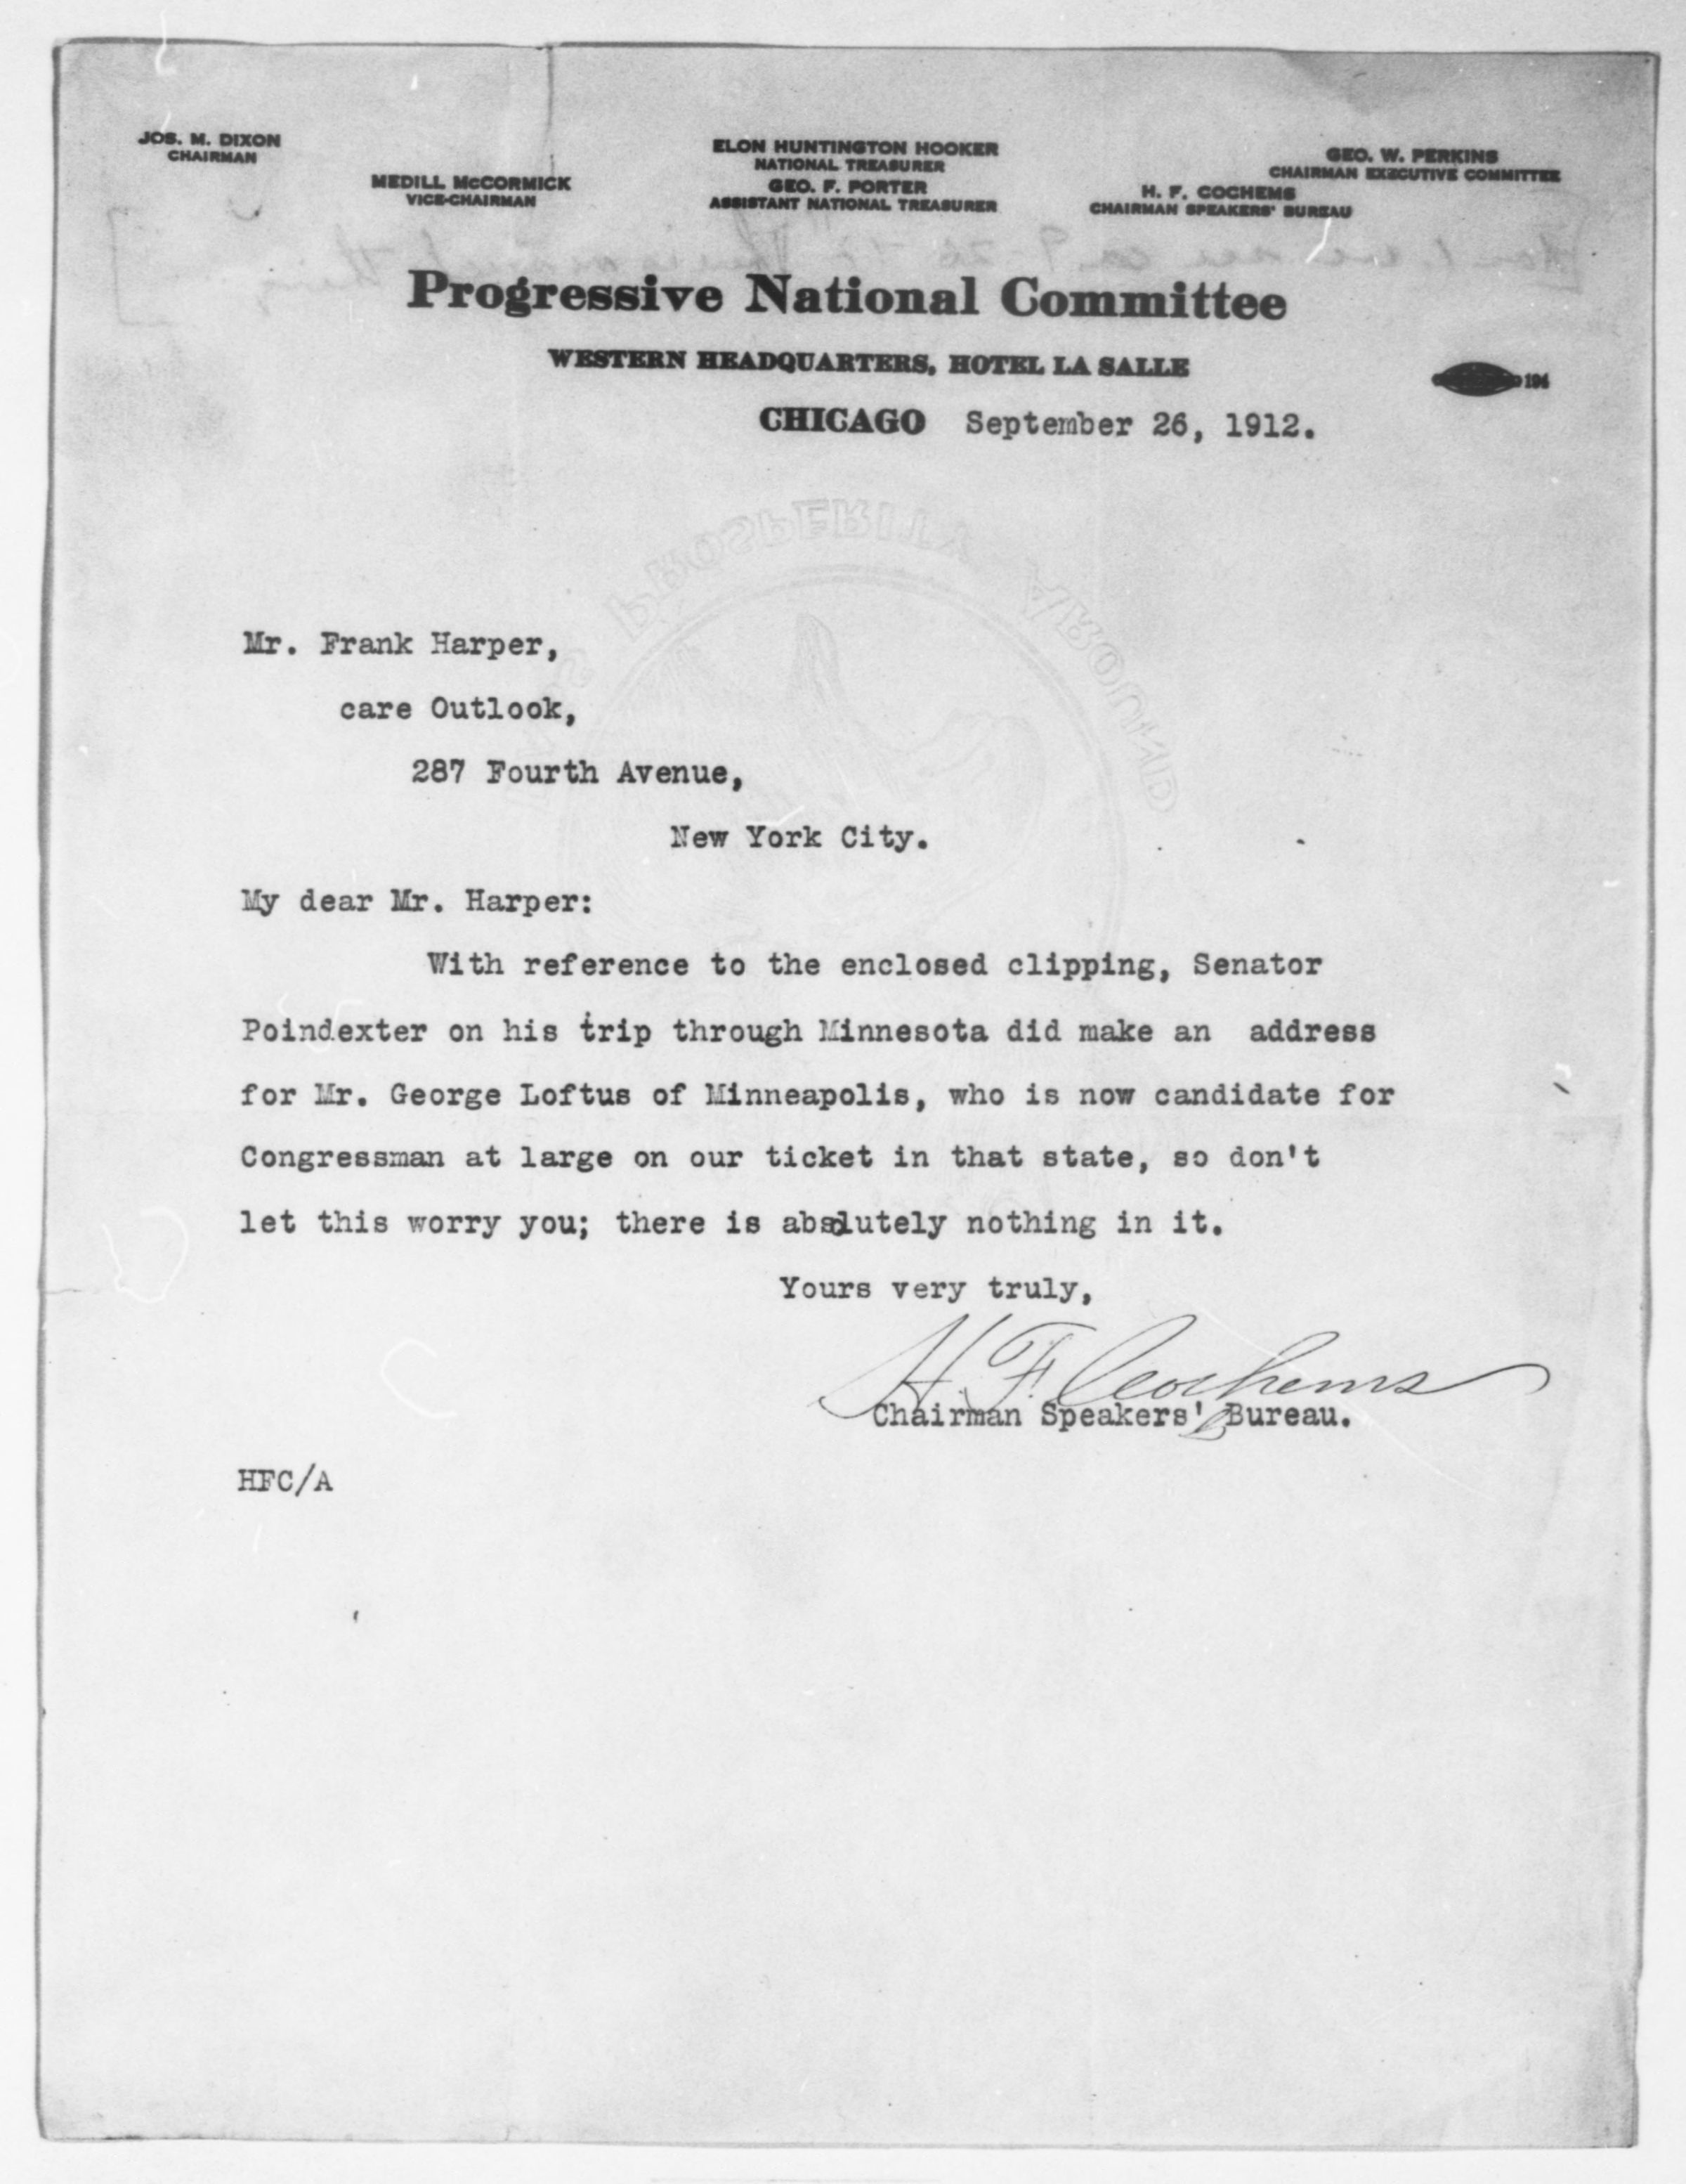 JOS. M. DIXON
CHAIRMAN
MEDILL McCORMICK
VICE-CHAIRMAN
ELON HUNTINGTON HOOKER
NATIONAL TREASURER
GEO. F. PORTER
ASSISTANT NATIONAL TREASURER
GEO. W. PERKINS
CHAIRMAN EXECUTIVE COMMITTEE
H. F. COCHEMS
CHAIRMAN SPEAKERS' BUREAU
Progressive National Committee
WESTERN HEADQUARTERS, HOTEL LA SALLE
194
CHICAGO September 26, 1912.
PROSPERITY AROUND
Mr. Frank Harper,
care Outlook,
287 Fourth Avenue,
New York City.
My dear Mr. Harper:
With reference to the enclosed clipping, Senator
Poindexter on his trip through Minnesota did make an address
for Mr. George Loftus of Minneapolis, who is now candidate for
Congressman at large on our ticket in that state, so don't
let this worry you; there is absolutely nothing in it.
Yours very truly,
H. F. Cochems
Chairman Speakers' Bureau.
HFC/A